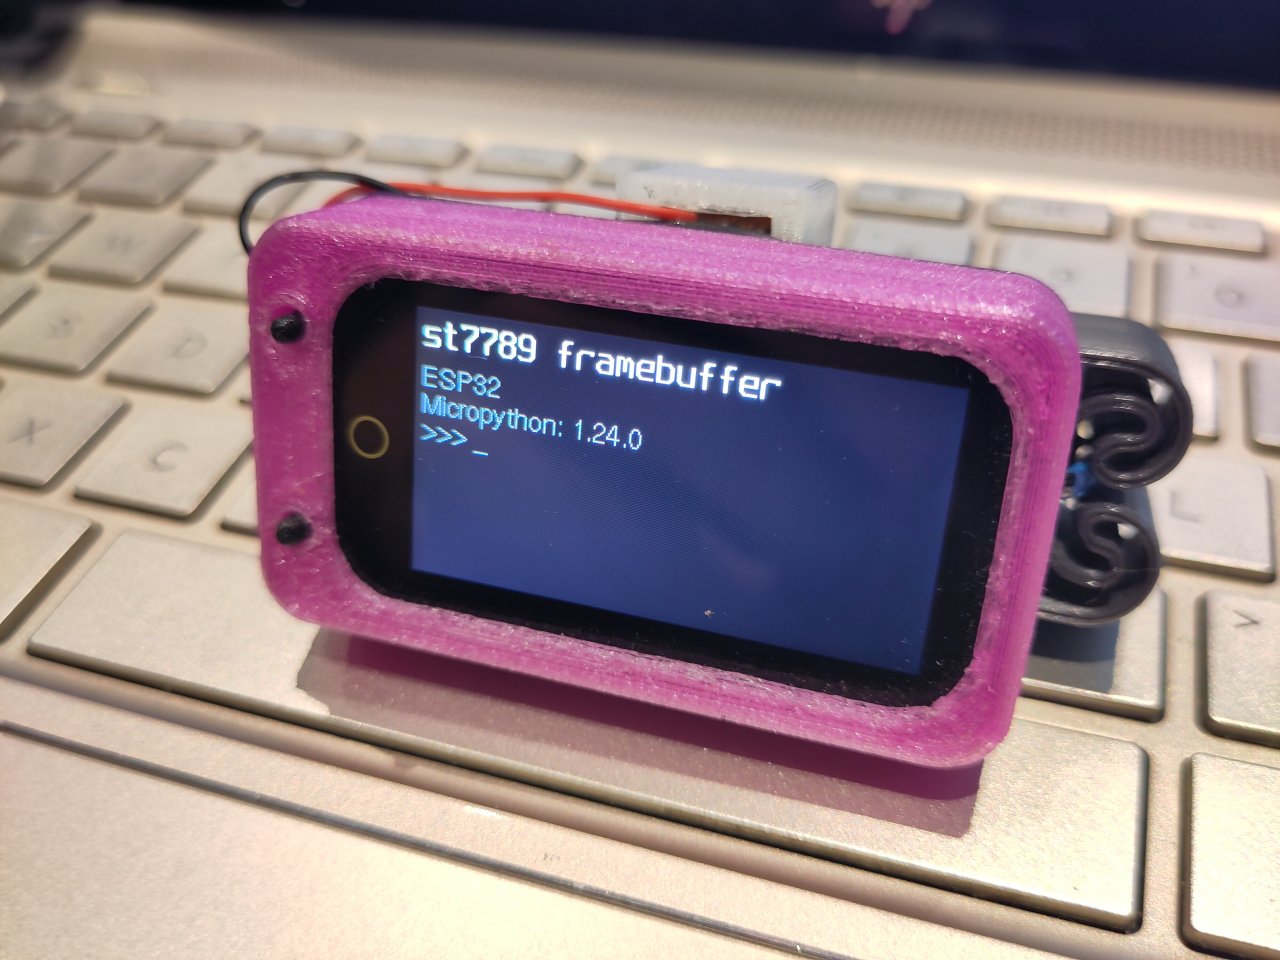 st7789 framebuffer
ESP32
Micropython: 1.24.0
>>> _
X
C
L
>